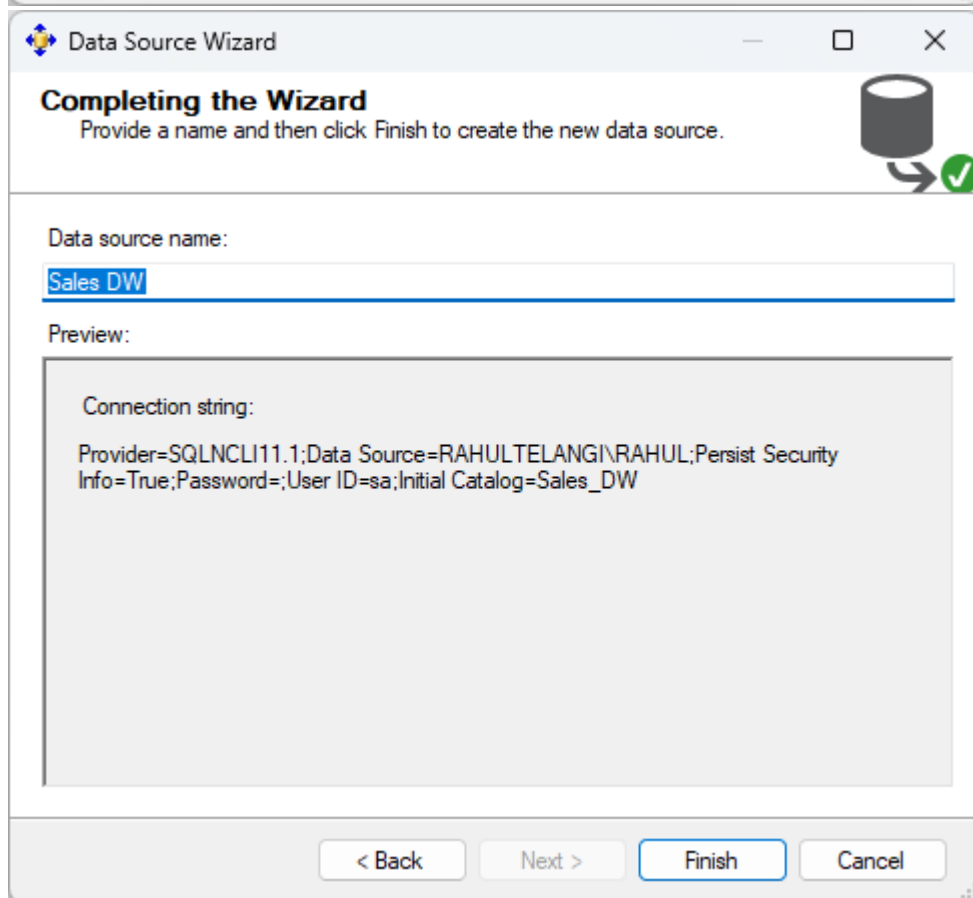 Data Source Wizard
Completing the Wizard
Provide a name and then click Finish to create the new data source.
Data source name:
Sales DW
Preview:
Connection string:
Provider=SQLNCLI11.1;Data Source=RAHULTELANGI\RAHUL;Persist Security
Info=True;Password=;User ID=sa;Initial Catalog=Sales_DW
< Back
Next >
Finish
Cancel